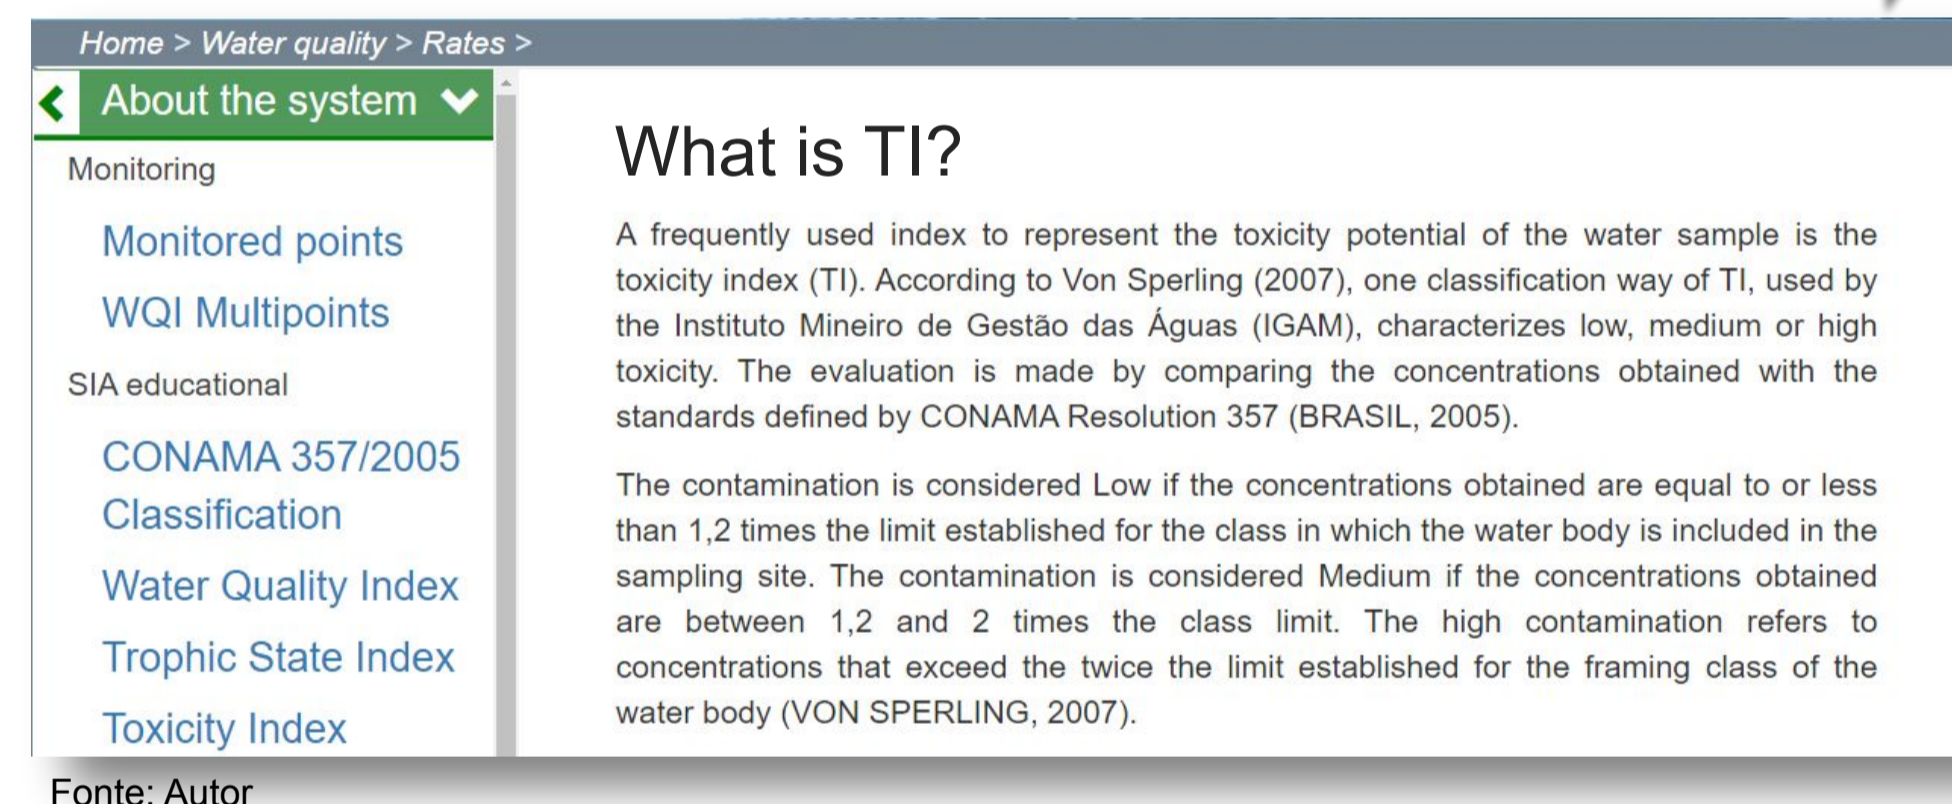 Home > Water quality > Rates >
About the system
Monitoring
Monitored points
WQI Multipoints
SIA educational
CONAMA 357/2005
Classification
Water Quality Index
Trophic State Index
Toxicity Index
What is TI?
A frequently used index to represent the toxicity potential of the water sample is the
toxicity index (TI). According to Von Sperling (2007), one classification way of TI, used by
the Instituto Mineiro de Gestão das Águas (IGAM), characterizes low, medium or high
toxicity. The evaluation is made by comparing the concentrations obtained with the
standards defined by CONAMA Resolution 357 (BRASIL, 2005).
The contamination is considered Low if the concentrations obtained are equal to or less
than 1,2 times the limit established for the class in which the water body is included in the
sampling site. The contamination is considered Medium if the concentrations obtained
are between 1,2 and 2 times the class limit. The high contamination refers to
concentrations that exceed the twice the limit established for the framing class of the
water body (VON SPERLING, 2007).
Fonte: Autor